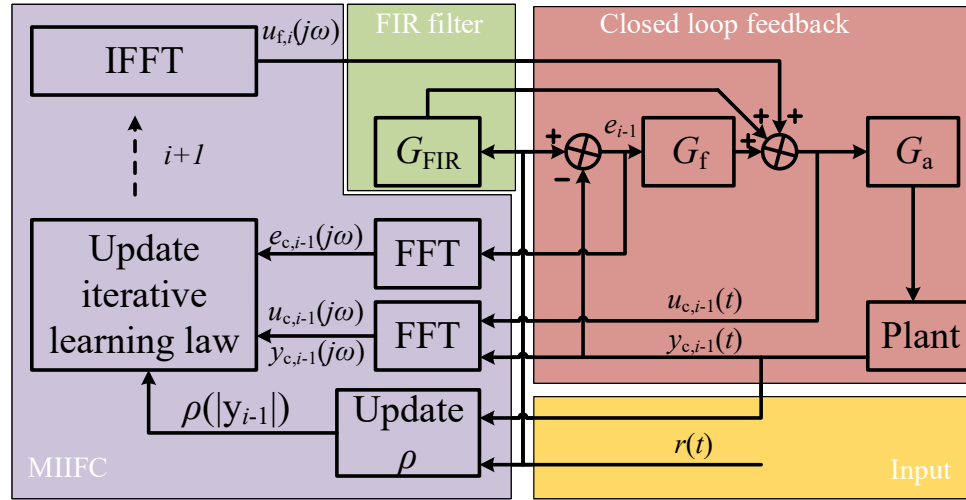 FIR filter
Closed loop feedback
u_{f,i}(jω)
IFFT
+
+
e_{i-1}
+
+
G_{FIR}
G_f
G_a
i+1
−
Update
iterative
learning law
e_{c,i-1}(jω)
FFT
u_{c,i-1}(jω)
y_{c,i-1}(jω)
FFT
u_{c,i-1}(t)
y_{c,i-1}(t)
Plant
ρ(|y_{i-1}|)
Update
ρ
r(t)
MIIFC
Input